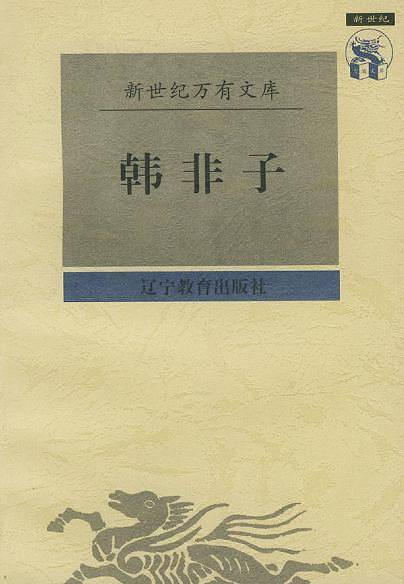 新世纪
新世纪万有文库
韩非子
辽宁教育出版社